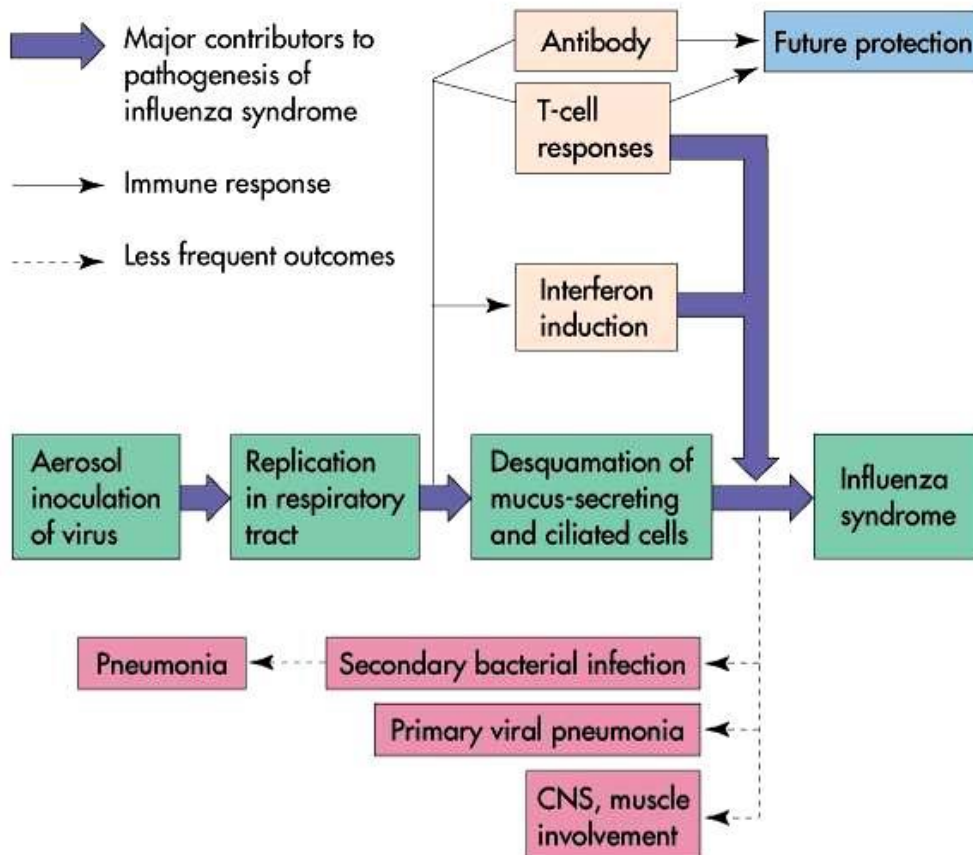 Major contributors to
pathogenesis of
influenza syndrome
Immune response
Less frequent outcomes
Antibody
Future protection
T-cell
responses
Interferon
induction
Aerosol
inoculation
of virus
Replication
in respiratory
tract
Desquamation of
mucus-secreting
and ciliated cells
Influenza
syndrome
Pneumonia
Secondary bacterial infection
Primary viral pneumonia
CNS, muscle
involvement